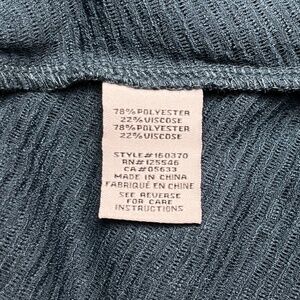 78% POLYESTER
22% VISCOSE
78% POLYESTER
22% VISCOSE
STYLE#160370
RN#125546
CA#05633
MADE IN CHINA
FABRIQUÉ EN CHINE
SEE REVERSE
FOR CARE
INSTRUCTIONS